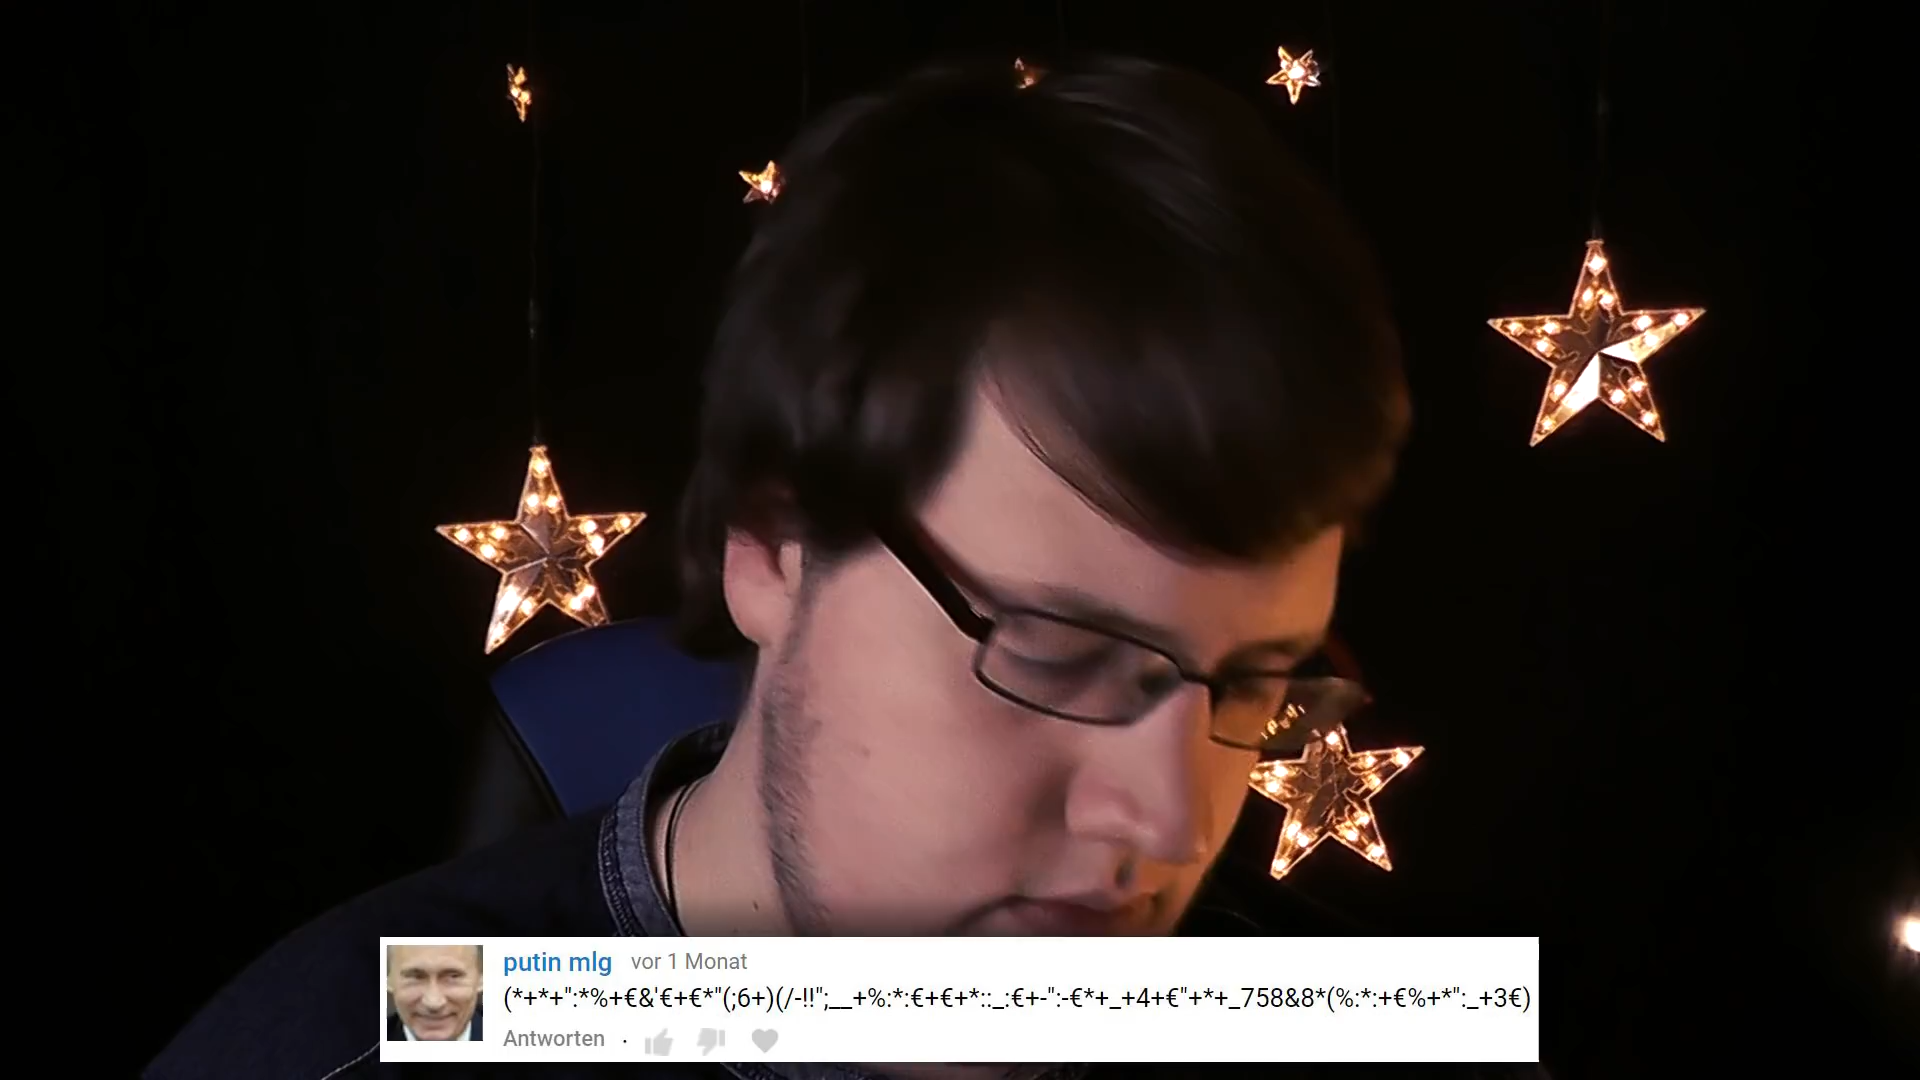 putin mlg vor 1 Monat
(*+*+":*%+€&'€+€*"(;6+)(/-!!";__+%:*:€+€+*::_:€+-":-€*+_+4+€"+*+_758&8*(%:*:+€%+*":_+3€)
Antworten ·